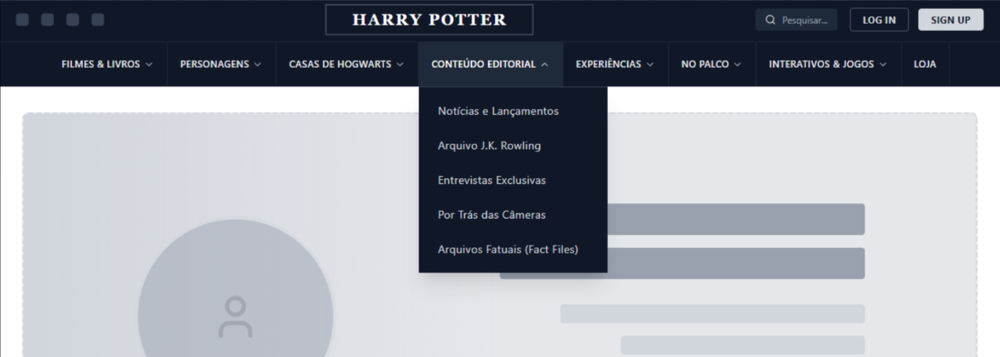 HARRY POTTER
Pesquisar...
LOG IN
SIGN UP
FILMES & LIVROS
PERSONAGENS
CASAS DE HOGWARTS
CONTEÚDO EDITORIAL
EXPERIÊNCIAS
NO PALCO
INTERATIVOS & JOGOS
LOJA
Notícias e Lançamentos
Arquivo J.K. Rowling
Entrevistas Exclusivas
Por Trás das Câmeras
Arquivos Fatuais (Fact Files)